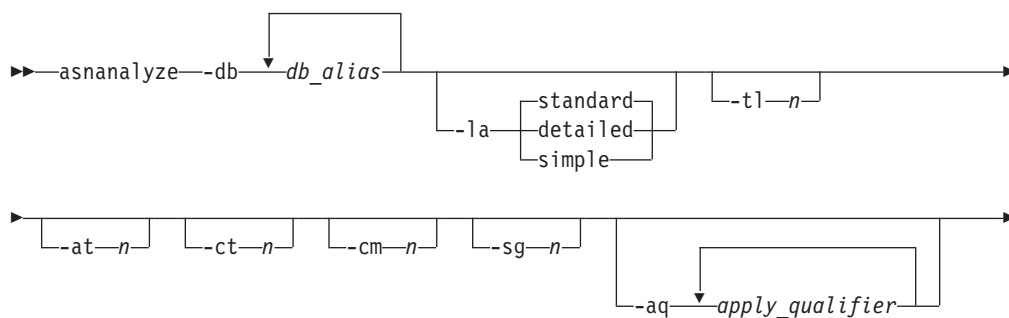 asnanalyze -db db_alias
-la standard -tl n
detailed
simple
-at n -ct n -cm n -sg n
-aq apply_qualifier